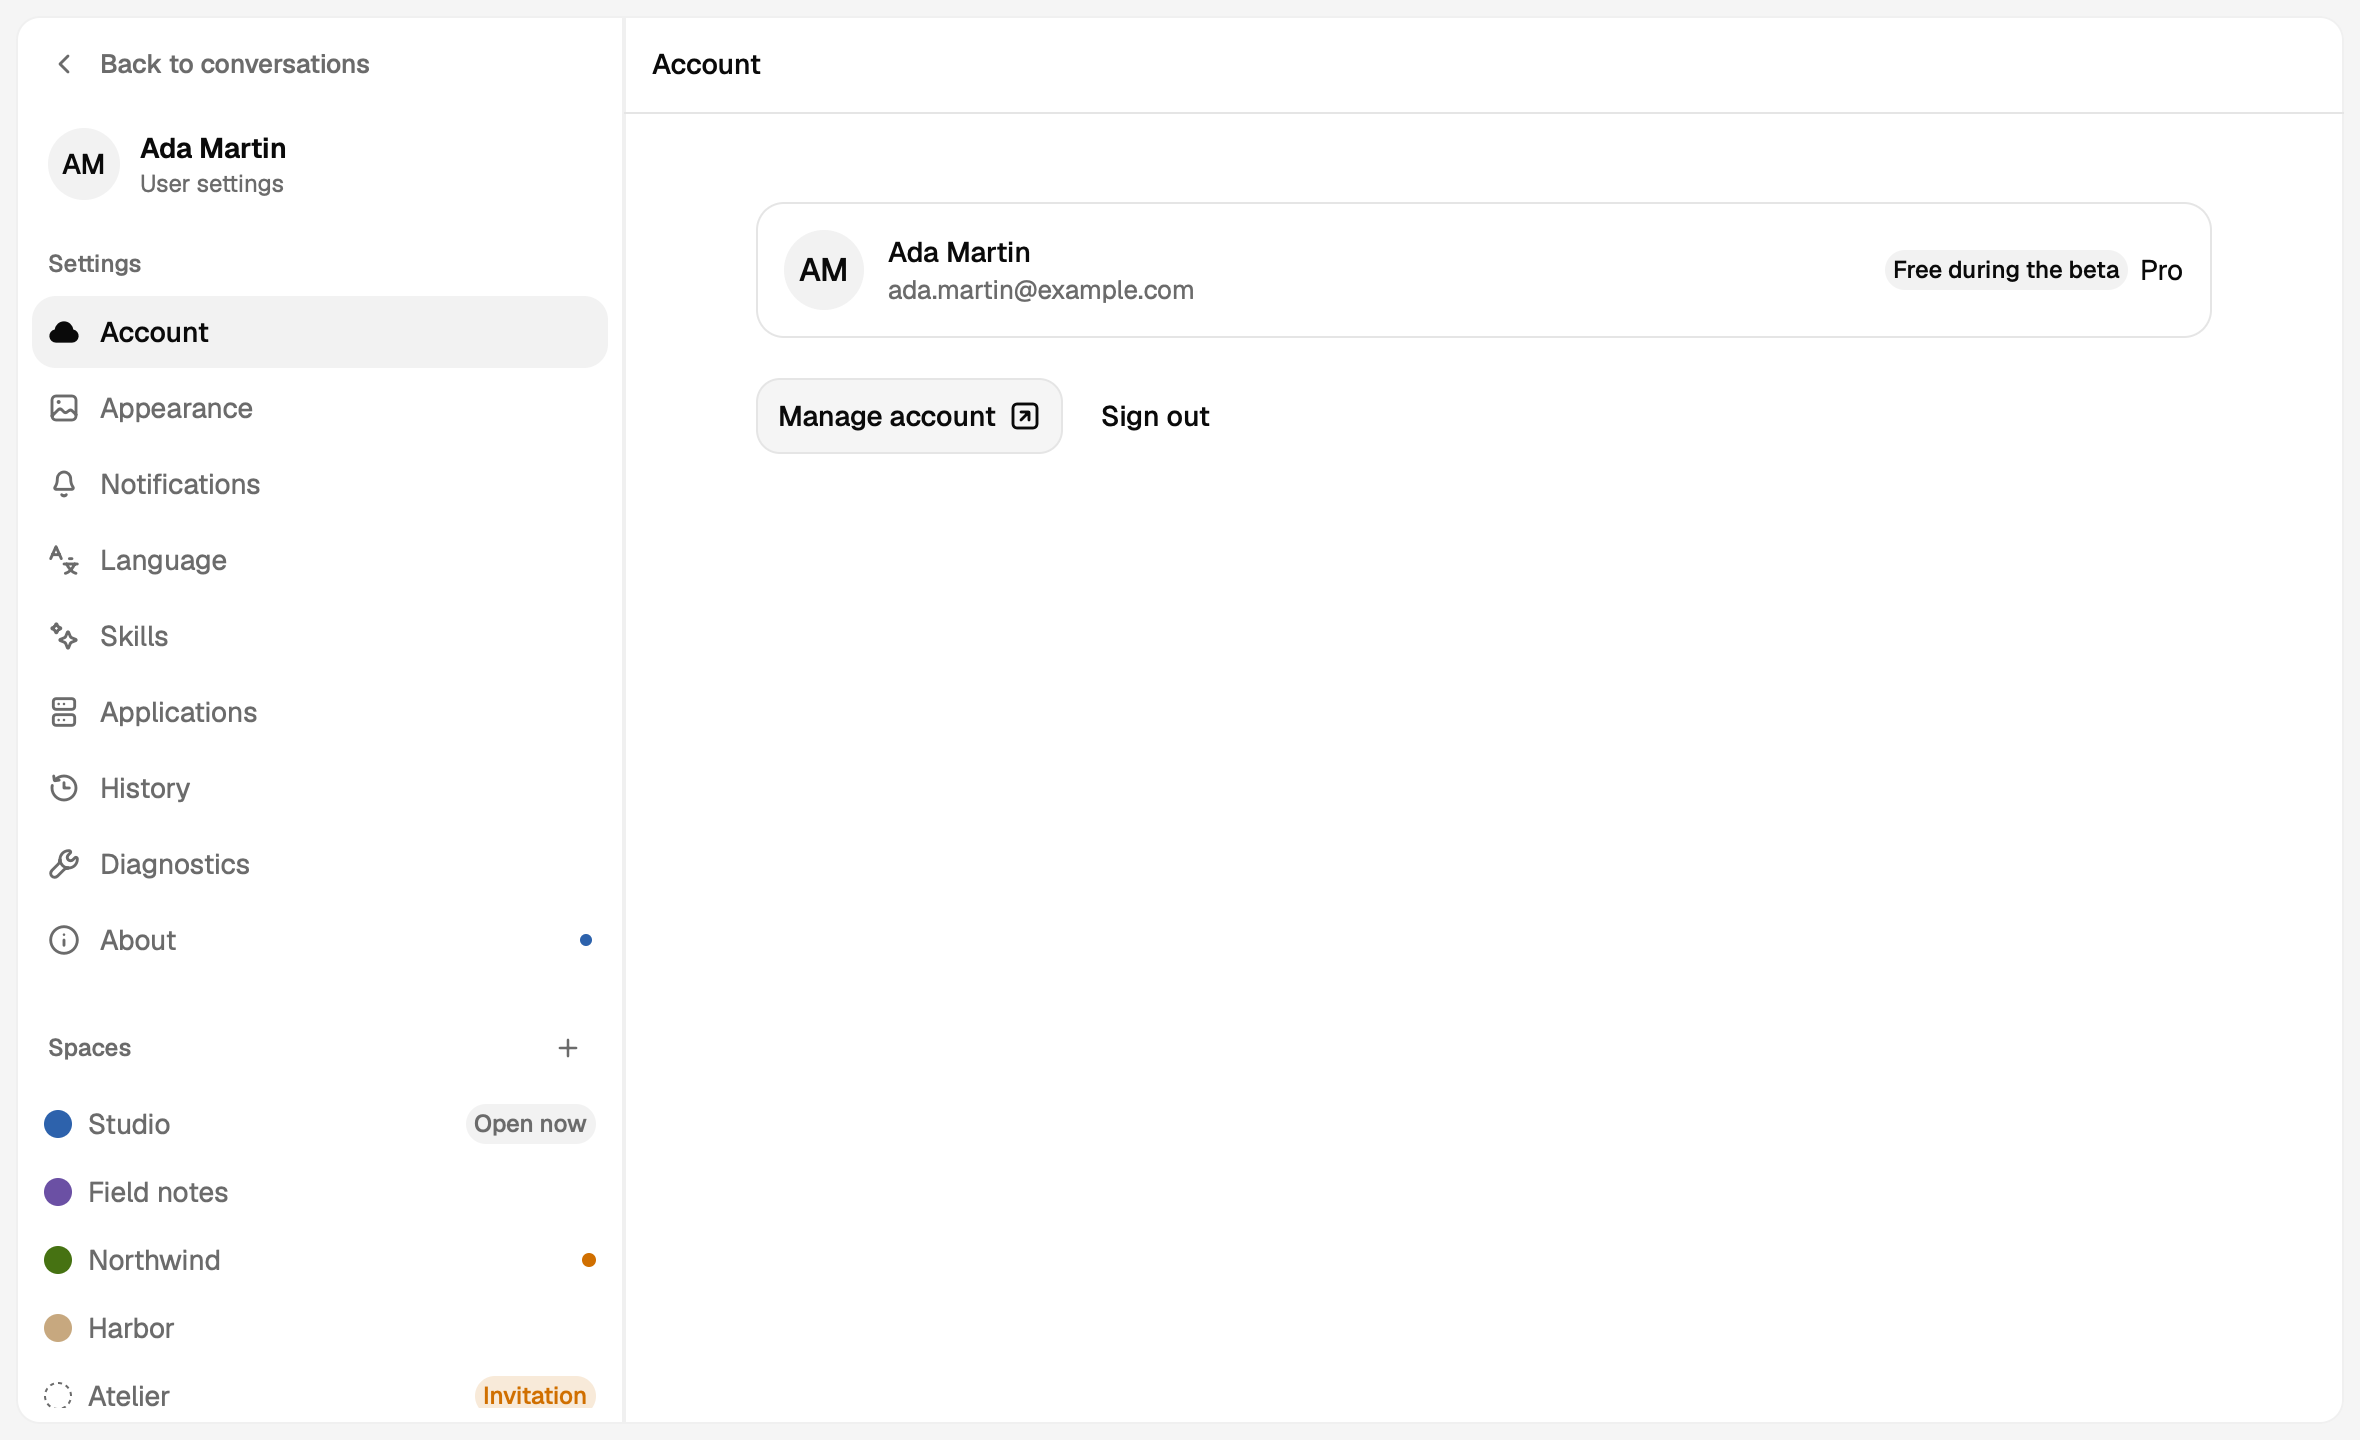 Back to conversations
AM
Ada Martin
User settings
Settings
Account
Appearance
Notifications
Language
Skills
Applications
History
Diagnostics
About
Spaces
Studio
Open now
Field notes
Northwind
Harbor
Atelier
Invitation
Account
AM
Ada Martin
ada.martin@example.com
Free during the beta
Pro
Manage account
Sign out